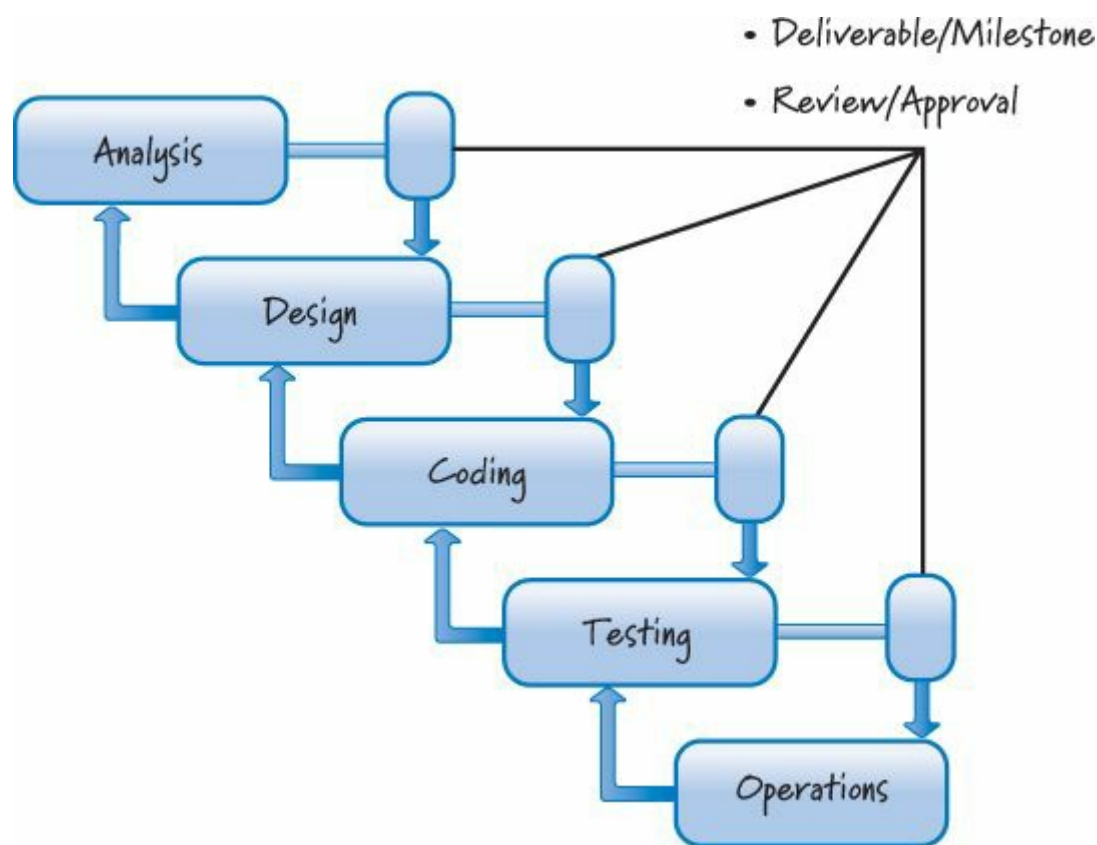 • Deliverable/Milestone
• Review/Approval
Analysis
Design
Coding
Testing
Operations